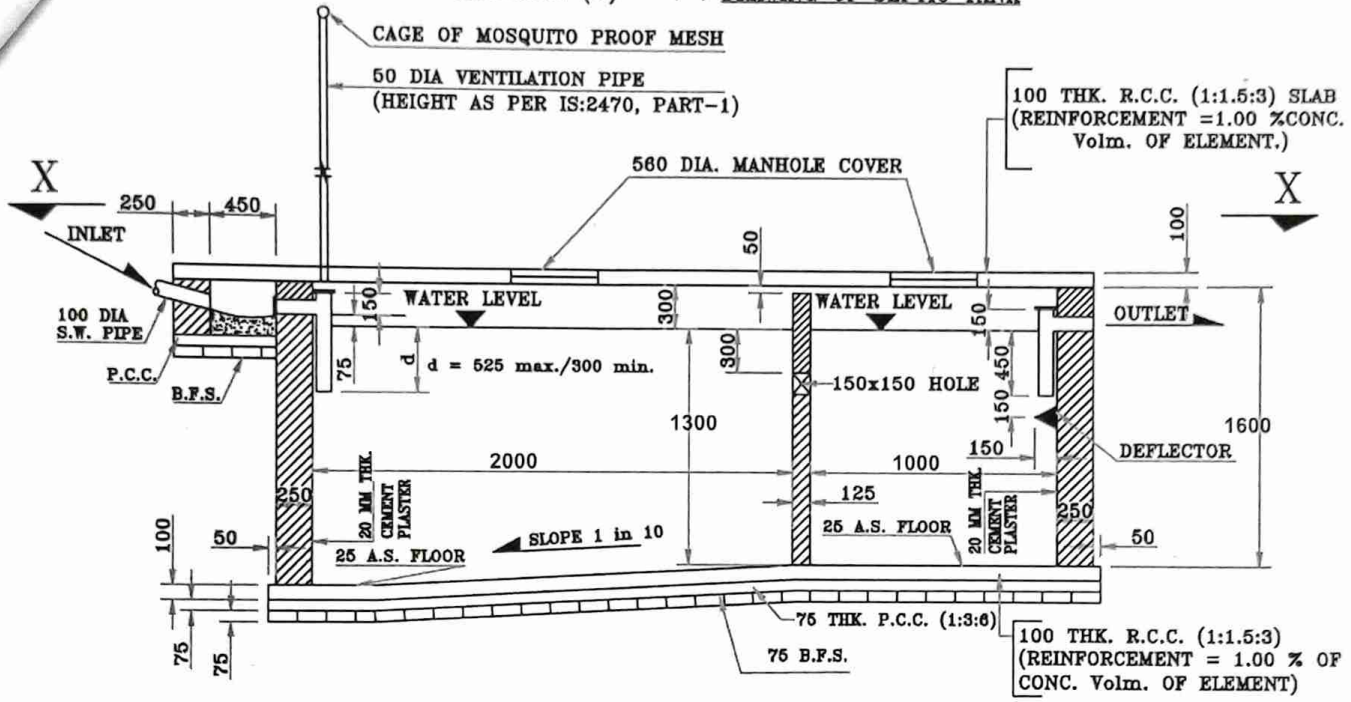 DRAWING OF SEPTIC TANK
CAGE OF MOSQUITO PROOF MESH
50 DIA VENTILATION PIPE
(HEIGHT AS PER IS:2470, PART-1)
100 THK. R.C.C. (1:1.5:3) SLAB
(REINFORCEMENT =1.00 %CONC.
Volm. OF ELEMENT.)
560 DIA. MANHOLE COVER
X
X
250
450
INLET
50
100
150
WATER LEVEL
300
WATER LEVEL
150
OUTLET
100 DIA
S.W. PIPE
P.C.C.
B.F.S.
75
d
d = 525 max./300 min.
300
150x150 HOLE
450
150
1300
1600
DEFLECTOR
150
2000
1000
250
20 MM THK.
CEMENT
PLASTER
125
20 MM THK.
CEMENT
PLASTER
250
100
50
SLOPE 1 in 10
25 A.S. FLOOR
25 A.S. FLOOR
50
75
75
75 THK. P.C.C. (1:3:6)
75 B.F.S.
100 THK. R.C.C. (1:1.5:3)
(REINFORCEMENT = 1.00 % OF
CONC. Volm. OF ELEMENT)